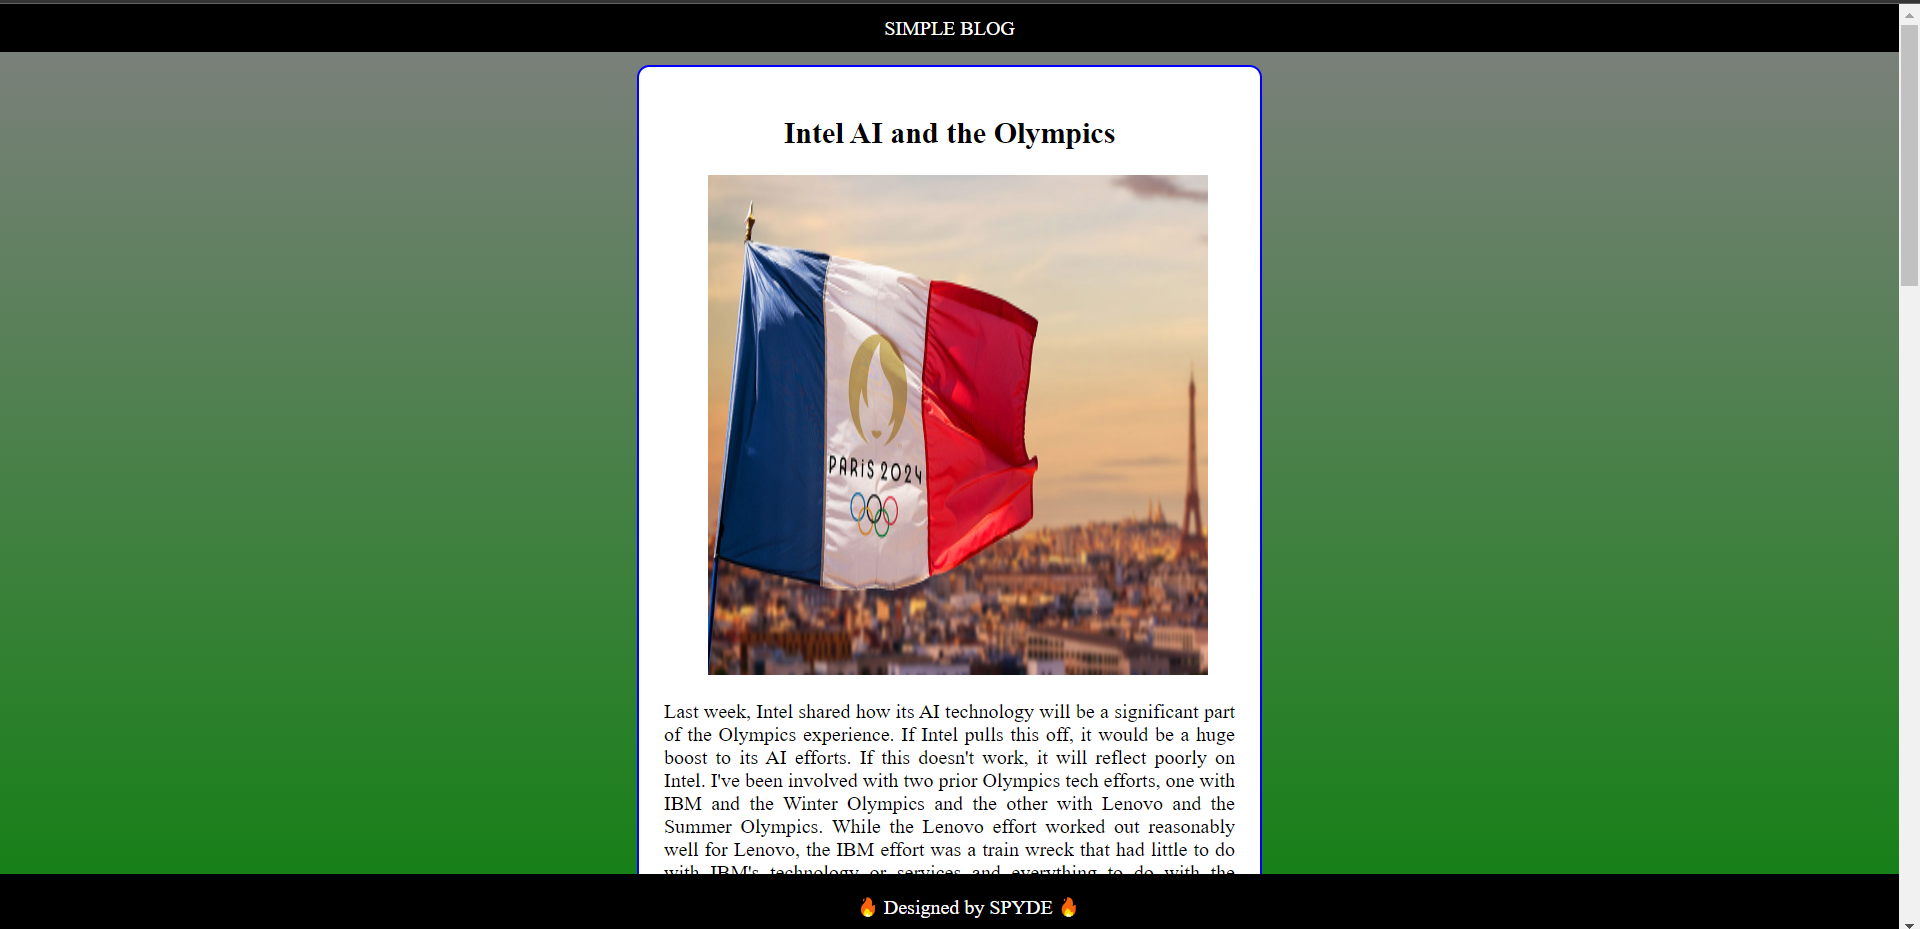 SIMPLE BLOG
Intel AI and the Olympics
PARIS 2024
Last week, Intel shared how its AI technology will be a significant part
of the Olympics experience. If Intel pulls this off, it would be a huge
boost to its AI efforts. If this doesn't work, it will reflect poorly on
Intel. I've been involved with two prior Olympics tech efforts, one with
IBM and the Winter Olympics and the other with Lenovo and the
Summer Olympics. While the Lenovo effort worked out reasonably
well for Lenovo, the IBM effort was a train wreck that had little to do
with IBM's technology or services and everything to do with the
🔥 Designed by SPYDE 🔥